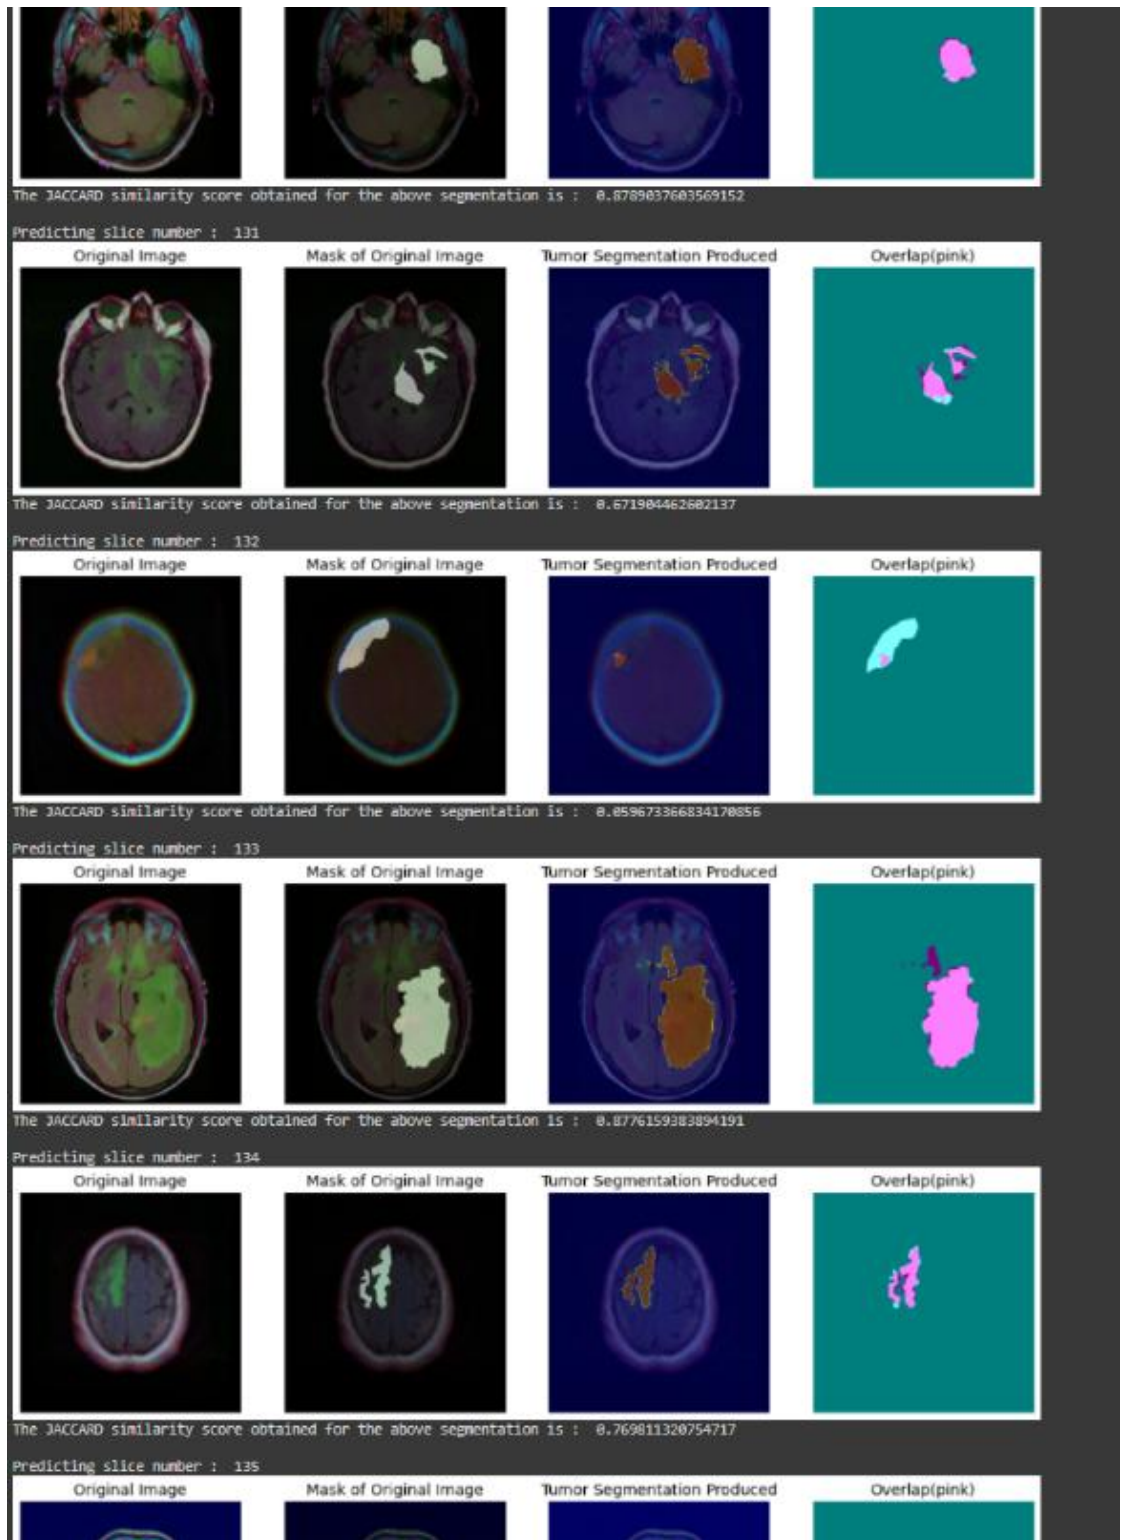 The JACCARD similarity score obtained for the above segmentation is :  0.8789037603569152
Predicting slice number :  131
Original Image Mask of Original Image Tumor Segmentation Produced Overlap(pink)
The JACCARD similarity score obtained for the above segmentation is :  0.671904462602137
Predicting slice number :  132
Original Image Mask of Original Image Tumor Segmentation Produced Overlap(pink)
The JACCARD similarity score obtained for the above segmentation is :  0.059673366834170856
Predicting slice number :  133
Original Image Mask of Original Image Tumor Segmentation Produced Overlap(pink)
The JACCARD similarity score obtained for the above segmentation is :  0.8776159383894191
Predicting slice number :  134
Original Image Mask of Original Image Tumor Segmentation Produced Overlap(pink)
The JACCARD similarity score obtained for the above segmentation is :  0.769811320754717
Predicting slice number :  135
Original Image Mask of Original Image Tumor Segmentation Produced Overlap(pink)